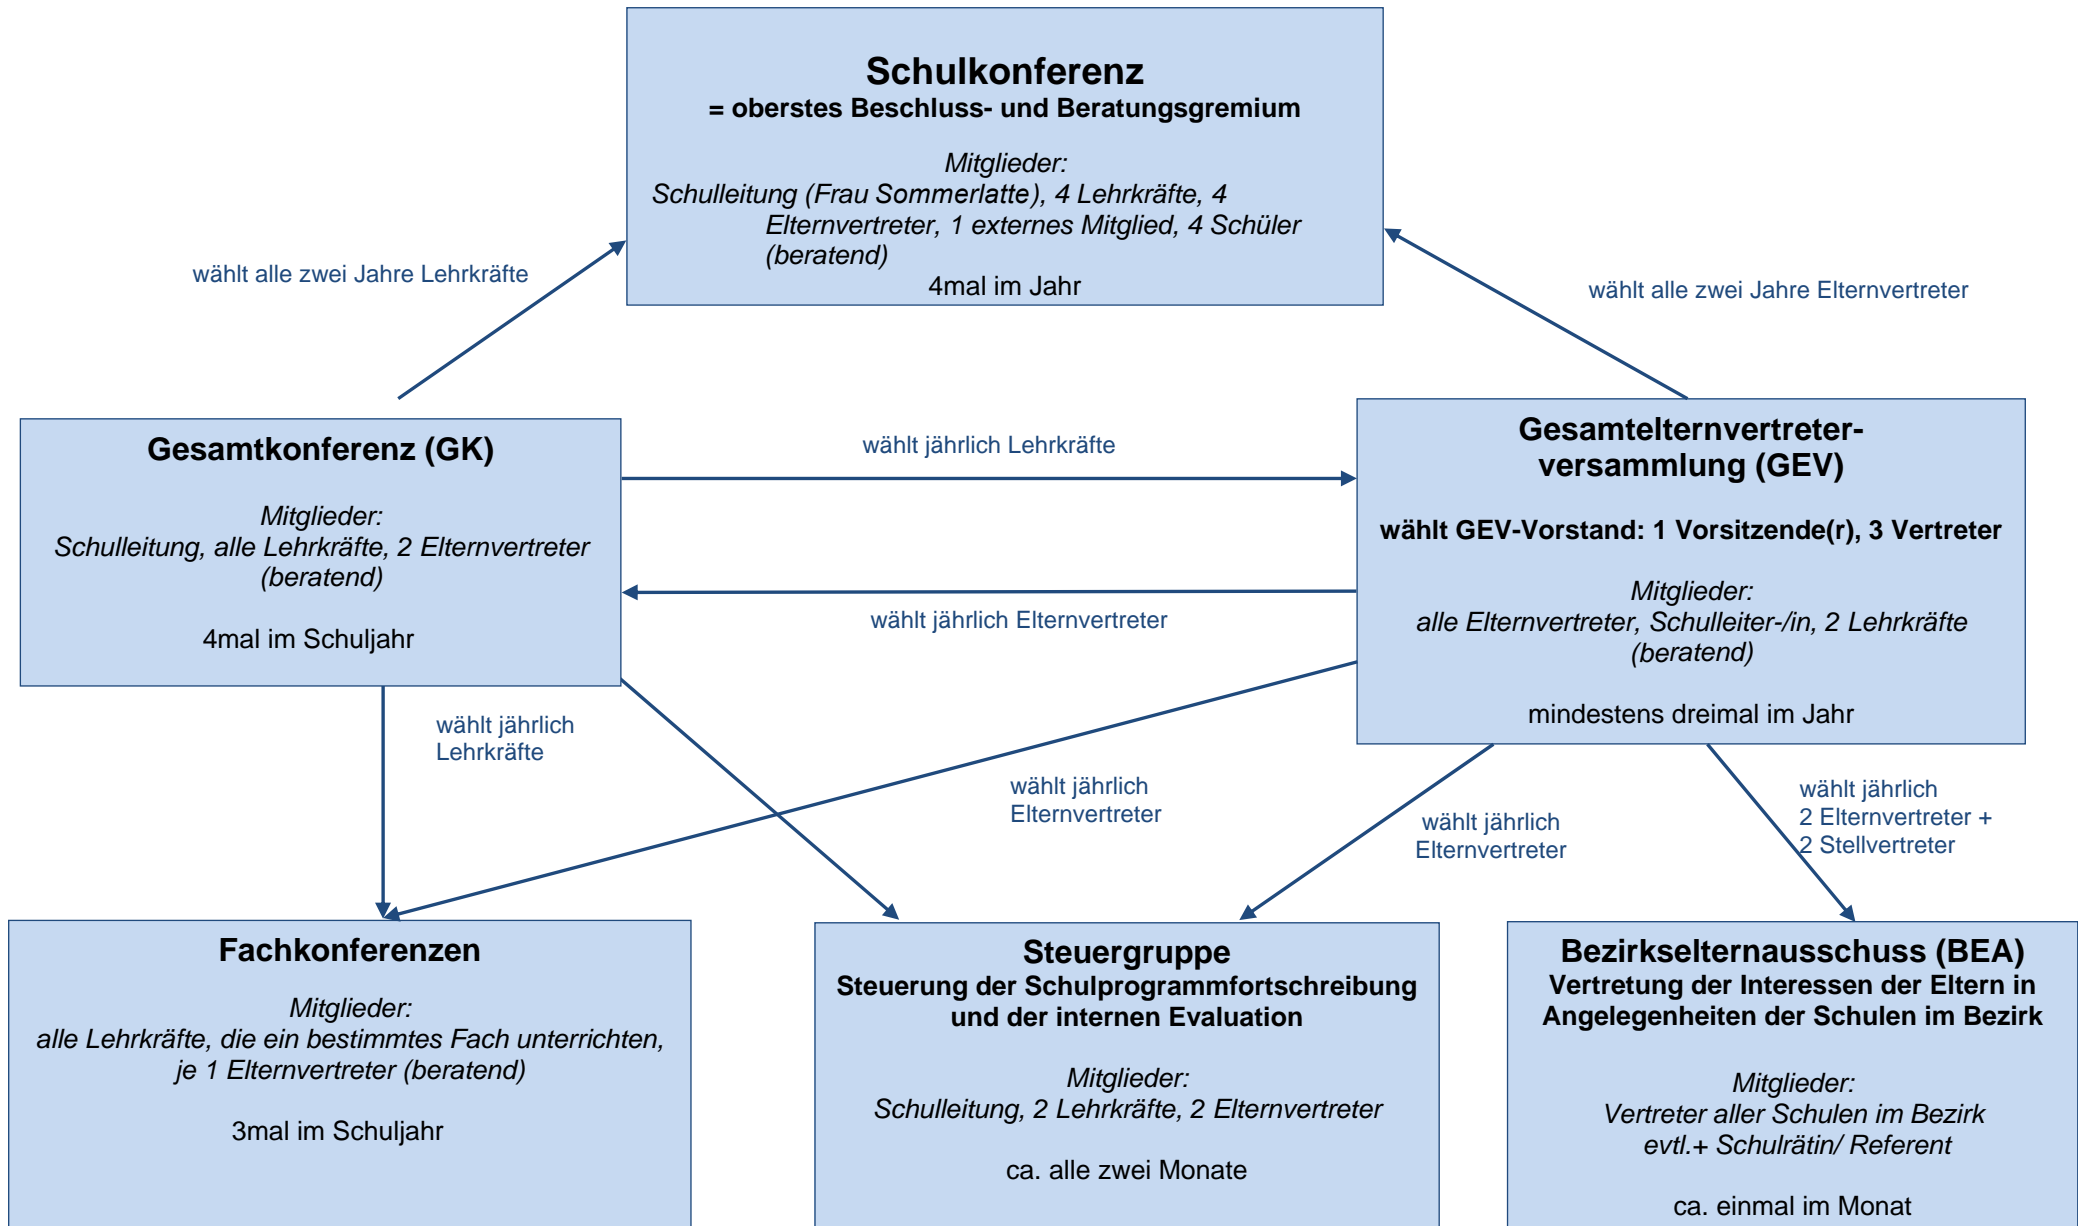 Schulkonferenz
= oberstes Beschluss- und Beratungsgremium
Mitglieder:
Schulleitung (Frau Sommerlatte), 4 Lehrkräfte, 4
Elternvertreter, 1 externes Mitglied, 4 Schüler
(beratend)
4mal im Jahr
wählt alle zwei Jahre Lehrkräfte
wählt alle zwei Jahre Elternvertreter
Gesamtkonferenz (GK)
Mitglieder:
Schulleitung, alle Lehrkräfte, 2 Elternvertreter
(beratend)
4mal im Schuljahr
wählt jährlich Lehrkräfte
wählt jährlich Elternvertreter
Gesamtelternvertreter-
versammlung (GEV)
wählt GEV-Vorstand: 1 Vorsitzende(r), 3 Vertreter
Mitglieder:
alle Elternvertreter, Schulleiter-/in, 2 Lehrkräfte
(beratend)
mindestens dreimal im Jahr
wählt jährlich
Lehrkräfte
wählt jährlich
Elternvertreter
wählt jährlich
Elternvertreter
wählt jährlich
2 Elternvertreter +
2 Stellvertreter
Fachkonferenzen
Mitglieder:
alle Lehrkräfte, die ein bestimmtes Fach unterrichten,
je 1 Elternvertreter (beratend)
3mal im Schuljahr
Steuergruppe
Steuerung der Schulprogrammfortschreibung
und der internen Evaluation
Mitglieder:
Schulleitung, 2 Lehrkräfte, 2 Elternvertreter
ca. alle zwei Monate
Bezirkselternausschuss (BEA)
Vertretung der Interessen der Eltern in
Angelegenheiten der Schulen im Bezirk
Mitglieder:
Vertreter aller Schulen im Bezirk
evtl.+ Schulrätin/ Referent
ca. einmal im Monat